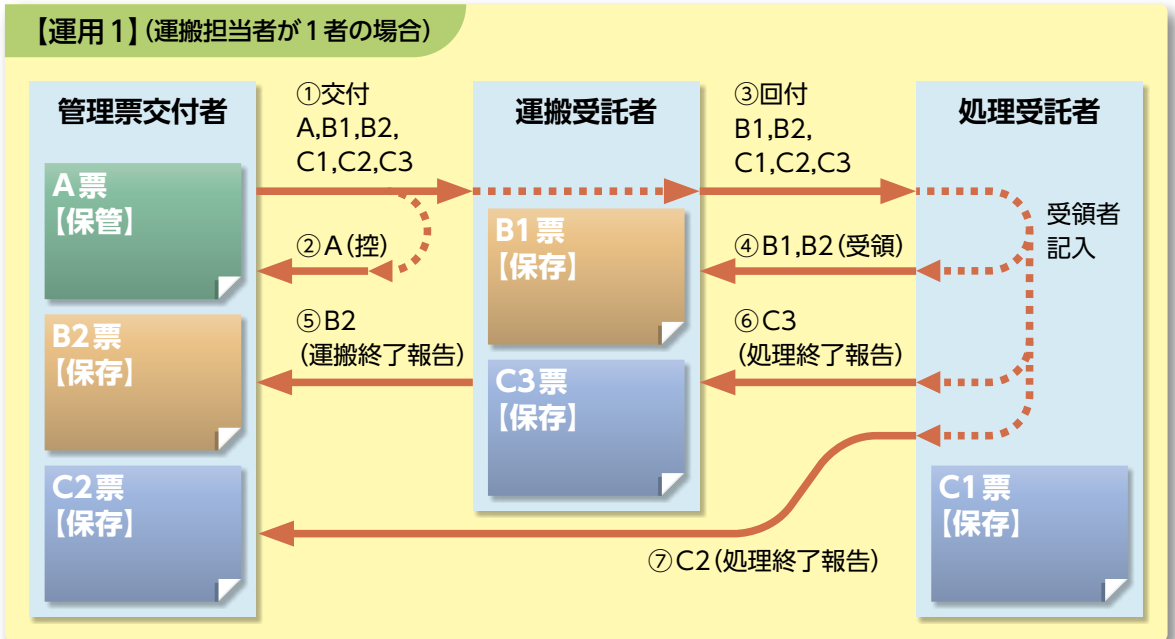 【運用1】(運搬担当者が1者の場合)
管理票交付者
①交付
A,B1,B2,
C1,C2,C3
運搬受託者
③回付
B1,B2,
C1,C2,C3
処理受託者
A票
【保管】
②A(控)
B1票
【保存】
④B1,B2(受領)
受領者
記入
B2票
【保存】
⑤B2
(運搬終了報告)
C3票
【保存】
⑥C3
(処理終了報告)
C2票
【保存】
⑦C2(処理終了報告)
C1票
【保存】